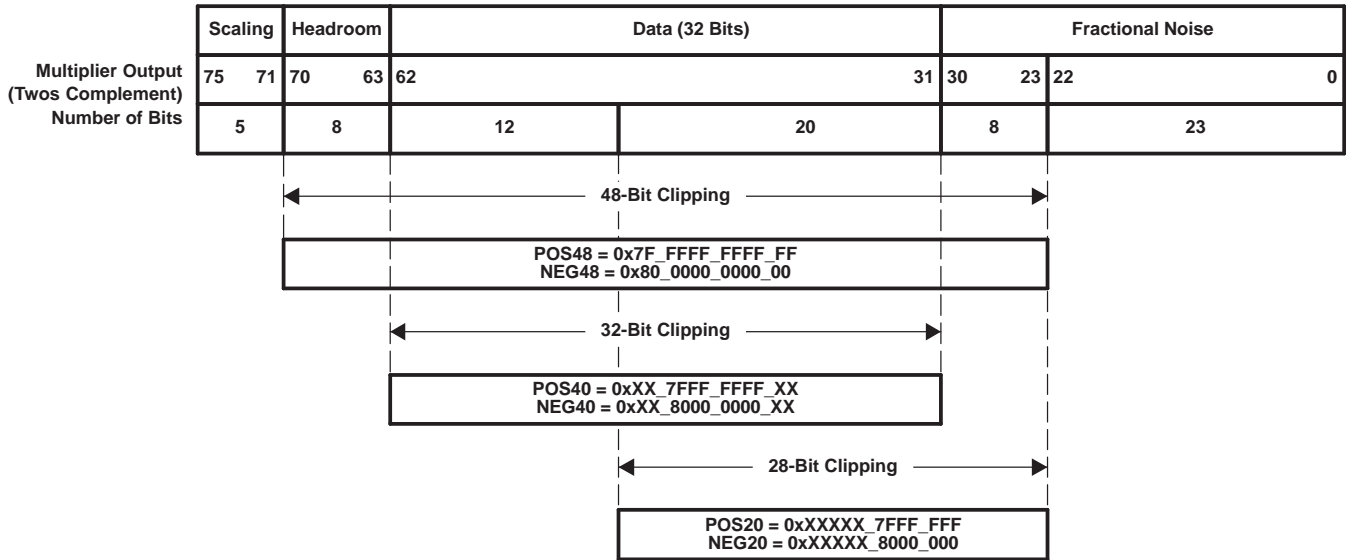 Scaling Headroom Data (32 Bits) Fractional Noise
Multiplier Output
(Twos Complement)
75 71 70 63 62 31 30 23 22 0
Number of Bits
5 8 12 20 8 23
48-Bit Clipping
POS48 = 0x7F_FFFF_FFFF_FF
NEG48 = 0x80_0000_0000_00
32-Bit Clipping
POS40 = 0xXX_7FFF_FFFF_XX
NEG40 = 0xXX_8000_0000_XX
28-Bit Clipping
POS20 = 0xXXXXX_7FFF_FFF
NEG20 = 0xXXXXX_8000_000